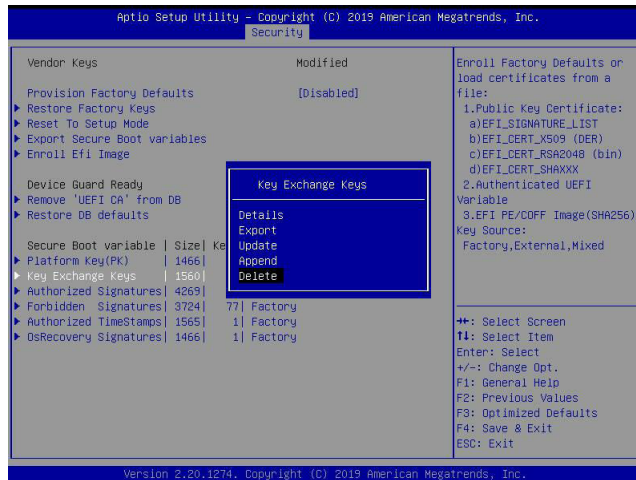 Aptio Setup Utility – Copyright (C) 2019 American Megatrends, Inc.
Security
Vendor Keys Modified
Provision Factory Defaults [Disabled]
▶ Restore Factory Keys
▶ Reset To Setup Mode
▶ Export Secure Boot variables
▶ Enroll Efi Image
Device Guard Ready
▶ Remove 'UEFI CA' from DB
▶ Restore DB defaults
Secure Boot variable | Size| Ke
▶ Platform Key(PK) | 1466|
▶ Key Exchange Keys | 1560|
▶ Authorized Signatures| 4269|
▶ Forbidden Signatures| 3724| 77| Factory
▶ Authorized TimeStamps| 1565| 1| Factory
▶ OsRecovery Signatures| 1466| 1| Factory
Key Exchange Keys
Details
Export
Update
Append
Delete
Enroll Factory Defaults or
load certificates from a
file:
1.Public Key Certificate:
a)EFI_SIGNATURE_LIST
b)EFI_CERT_X509 (DER)
c)EFI_CERT_RSA2048 (bin)
d)EFI_CERT_SHAXXX
2.Authenticated UEFI
Variable
3.EFI PE/COFF Image(SHA256)
Key Source:
Factory,External,Mixed
→←: Select Screen
↑↓: Select Item
Enter: Select
+/-: Change Opt.
F1: General Help
F2: Previous Values
F3: Optimized Defaults
F4: Save & Exit
ESC: Exit
Version 2.20.1274. Copyright (C) 2019 American Megatrends, Inc.